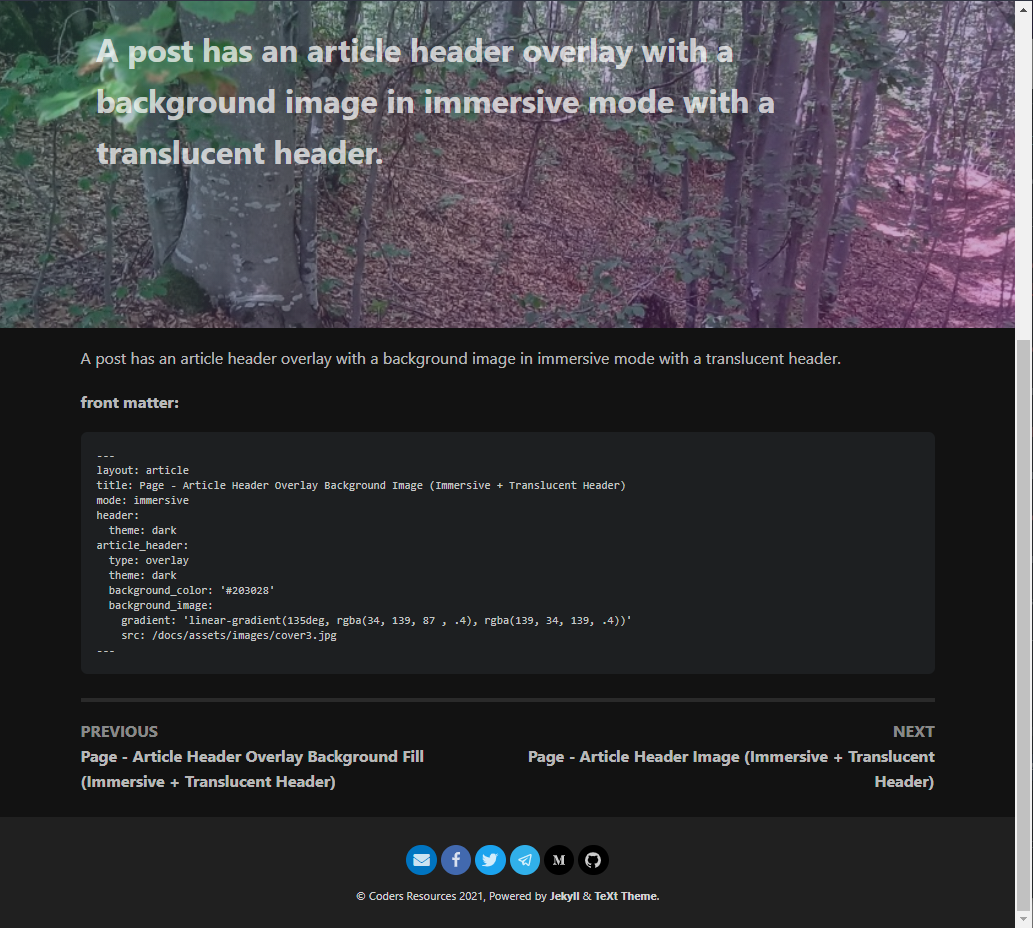 A post has an article header overlay with a
background image in immersive mode with a
translucent header.
A post has an article header overlay with a background image in immersive mode with a translucent header.
front matter:
---
layout: article
title: Page - Article Header Overlay Background Image (Immersive + Translucent Header)
mode: immersive
header:
  theme: dark
article_header:
  type: overlay
  theme: dark
  background_color: '#203028'
  background_image:
    gradient: 'linear-gradient(135deg, rgba(34, 139, 87 , .4), rgba(139, 34, 139, .4))'
    src: /docs/assets/images/cover3.jpg
---
PREVIOUS
Page - Article Header Overlay Background Fill
(Immersive + Translucent Header)
NEXT
Page - Article Header Image (Immersive + Translucent
Header)
© Coders Resources 2021, Powered by Jekyll & TeXt Theme.